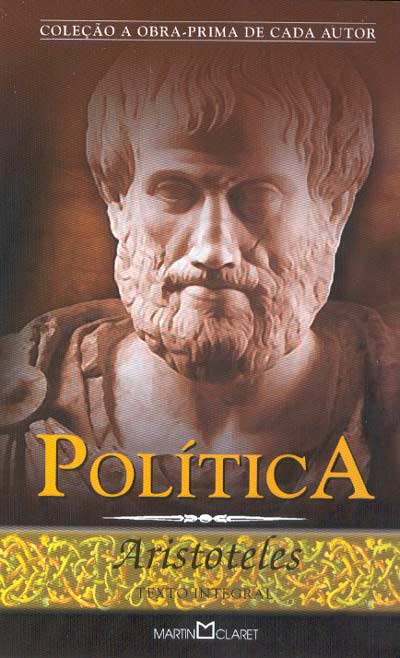 COLEÇÃO A OBRA-PRIMA DE CADA AUTOR
POLÍTICA
Aristóteles
TEXTO INTEGRAL
MARTIN CLARET